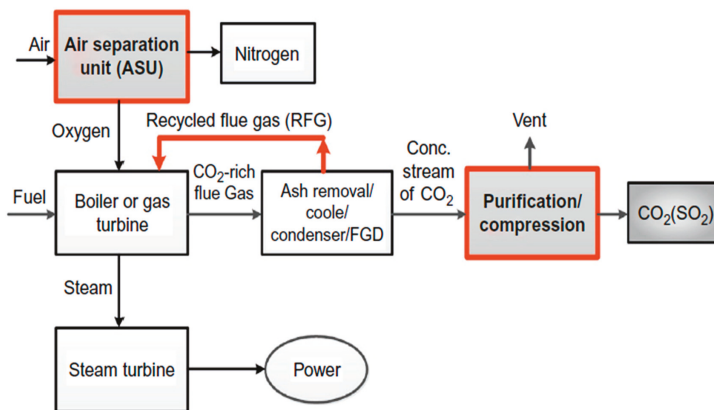 Air
Air separation
unit (ASU)
Nitrogen
Oxygen
Recycled flue gas (RFG)
Vent
Fuel
Boiler or gas
turbine
CO₂-rich
flue Gas
Ash removal/
coole/
condenser/FGD
Conc.
stream
of CO₂
Purification/
compression
CO₂(SO₂)
Steam
Steam turbine
Power